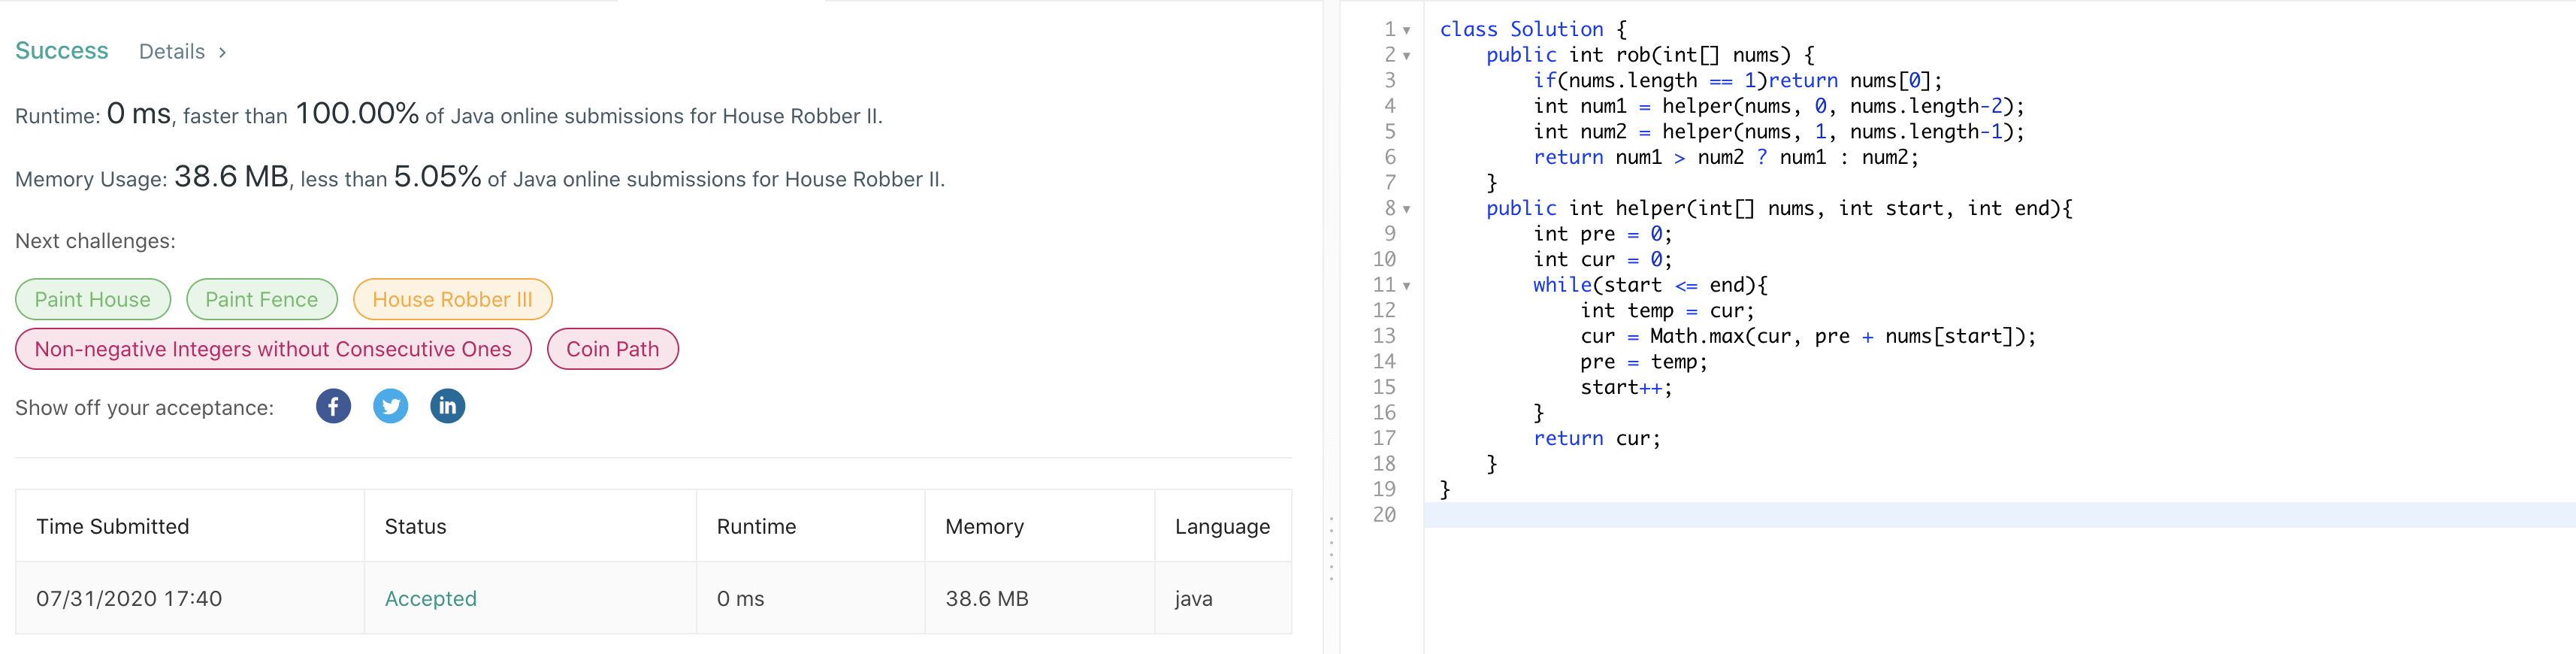 Success Details >
Runtime: 0 ms, faster than 100.00% of Java online submissions for House Robber II.
Memory Usage: 38.6 MB, less than 5.05% of Java online submissions for House Robber II.
Next challenges:
Paint House Paint Fence House Robber III
Non-negative Integers without Consecutive Ones Coin Path
Show off your acceptance: f in
Time Submitted Status Runtime Memory Language
07/31/2020 17:40 Accepted 0 ms 38.6 MB java
1 class Solution {
2     public int rob(int[] nums) {
3         if(nums.length == 1)return nums[0];
4         int num1 = helper(nums, 0, nums.length-2);
5         int num2 = helper(nums, 1, nums.length-1);
6         return num1 > num2 ? num1 : num2;
7     }
8     public int helper(int[] nums, int start, int end){
9         int pre = 0;
10         int cur = 0;
11         while(start <= end){
12             int temp = cur;
13             cur = Math.max(cur, pre + nums[start]);
14             pre = temp;
15             start++;
16         }
17         return cur;
18     }
19 }
20